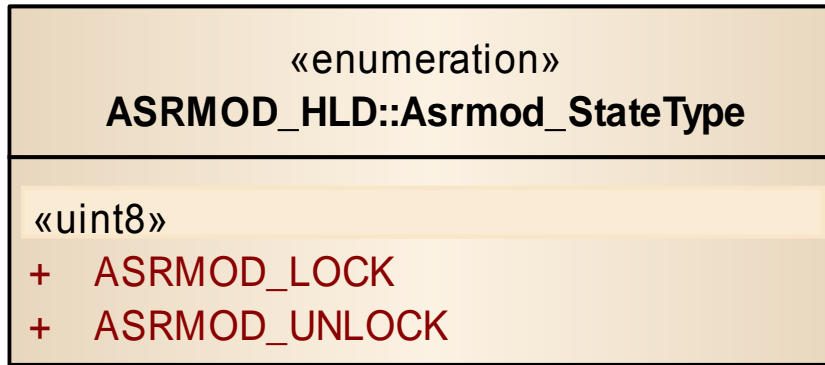 «enumeration»
ASRMOD_HLD::Asrmod_StateType
«uint8»
+ ASRMOD_LOCK
+ ASRMOD_UNLOCK